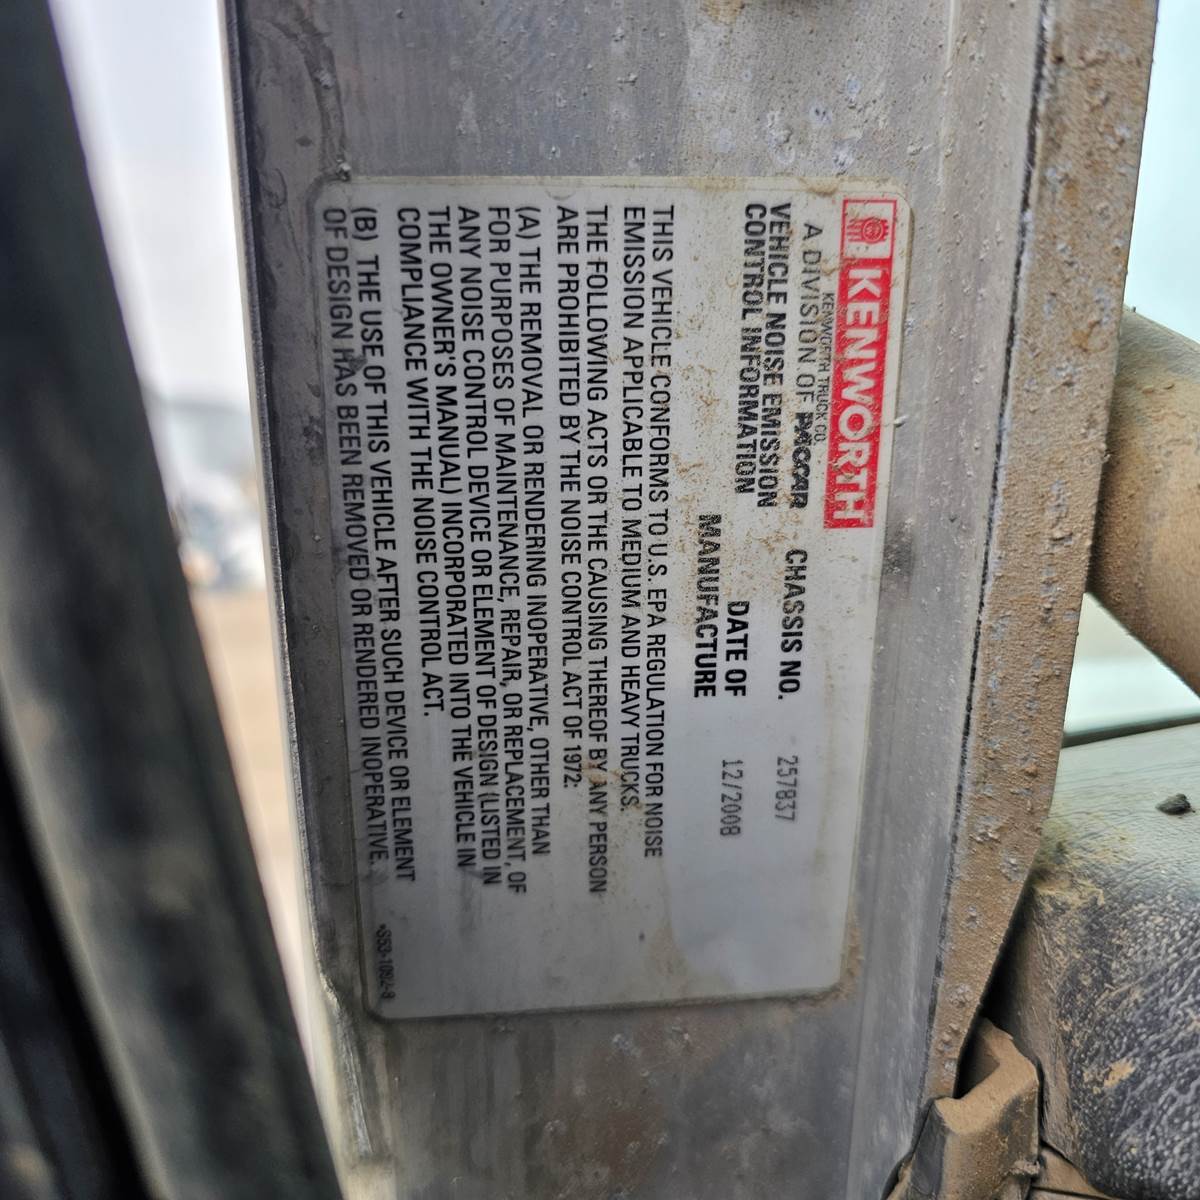 KENWORTH
KENWORTH TRUCK CO.
A DIVISION OF PACCAR
VEHICLE NOISE EMISSION
CONTROL INFORMATION
CHASSIS NO. 257837
DATE OF
MANUFACTURE 12/2008
THIS VEHICLE CONFORMS TO U.S. EPA REGULATION FOR NOISE
EMISSION APPLICABLE TO MEDIUM AND HEAVY TRUCKS.
THE FOLLOWING ACTS OR THE CAUSING THEREOF BY ANY PERSON
ARE PROHIBITED BY THE NOISE CONTROL ACT OF 1972:
(A) THE REMOVAL OR RENDERING INOPERATIVE, OTHER THAN
FOR PURPOSES OF MAINTENANCE, REPAIR, OR REPLACEMENT, OF
ANY NOISE CONTROL DEVICE OR ELEMENT OF DESIGN (LISTED IN
THE OWNER'S MANUAL) INCORPORATED INTO THE VEHICLE IN
COMPLIANCE WITH THE NOISE CONTROL ACT.
(B) THE USE OF THIS VEHICLE AFTER SUCH DEVICE OR ELEMENT
OF DESIGN HAS BEEN REMOVED OR RENDERED INOPERATIVE.